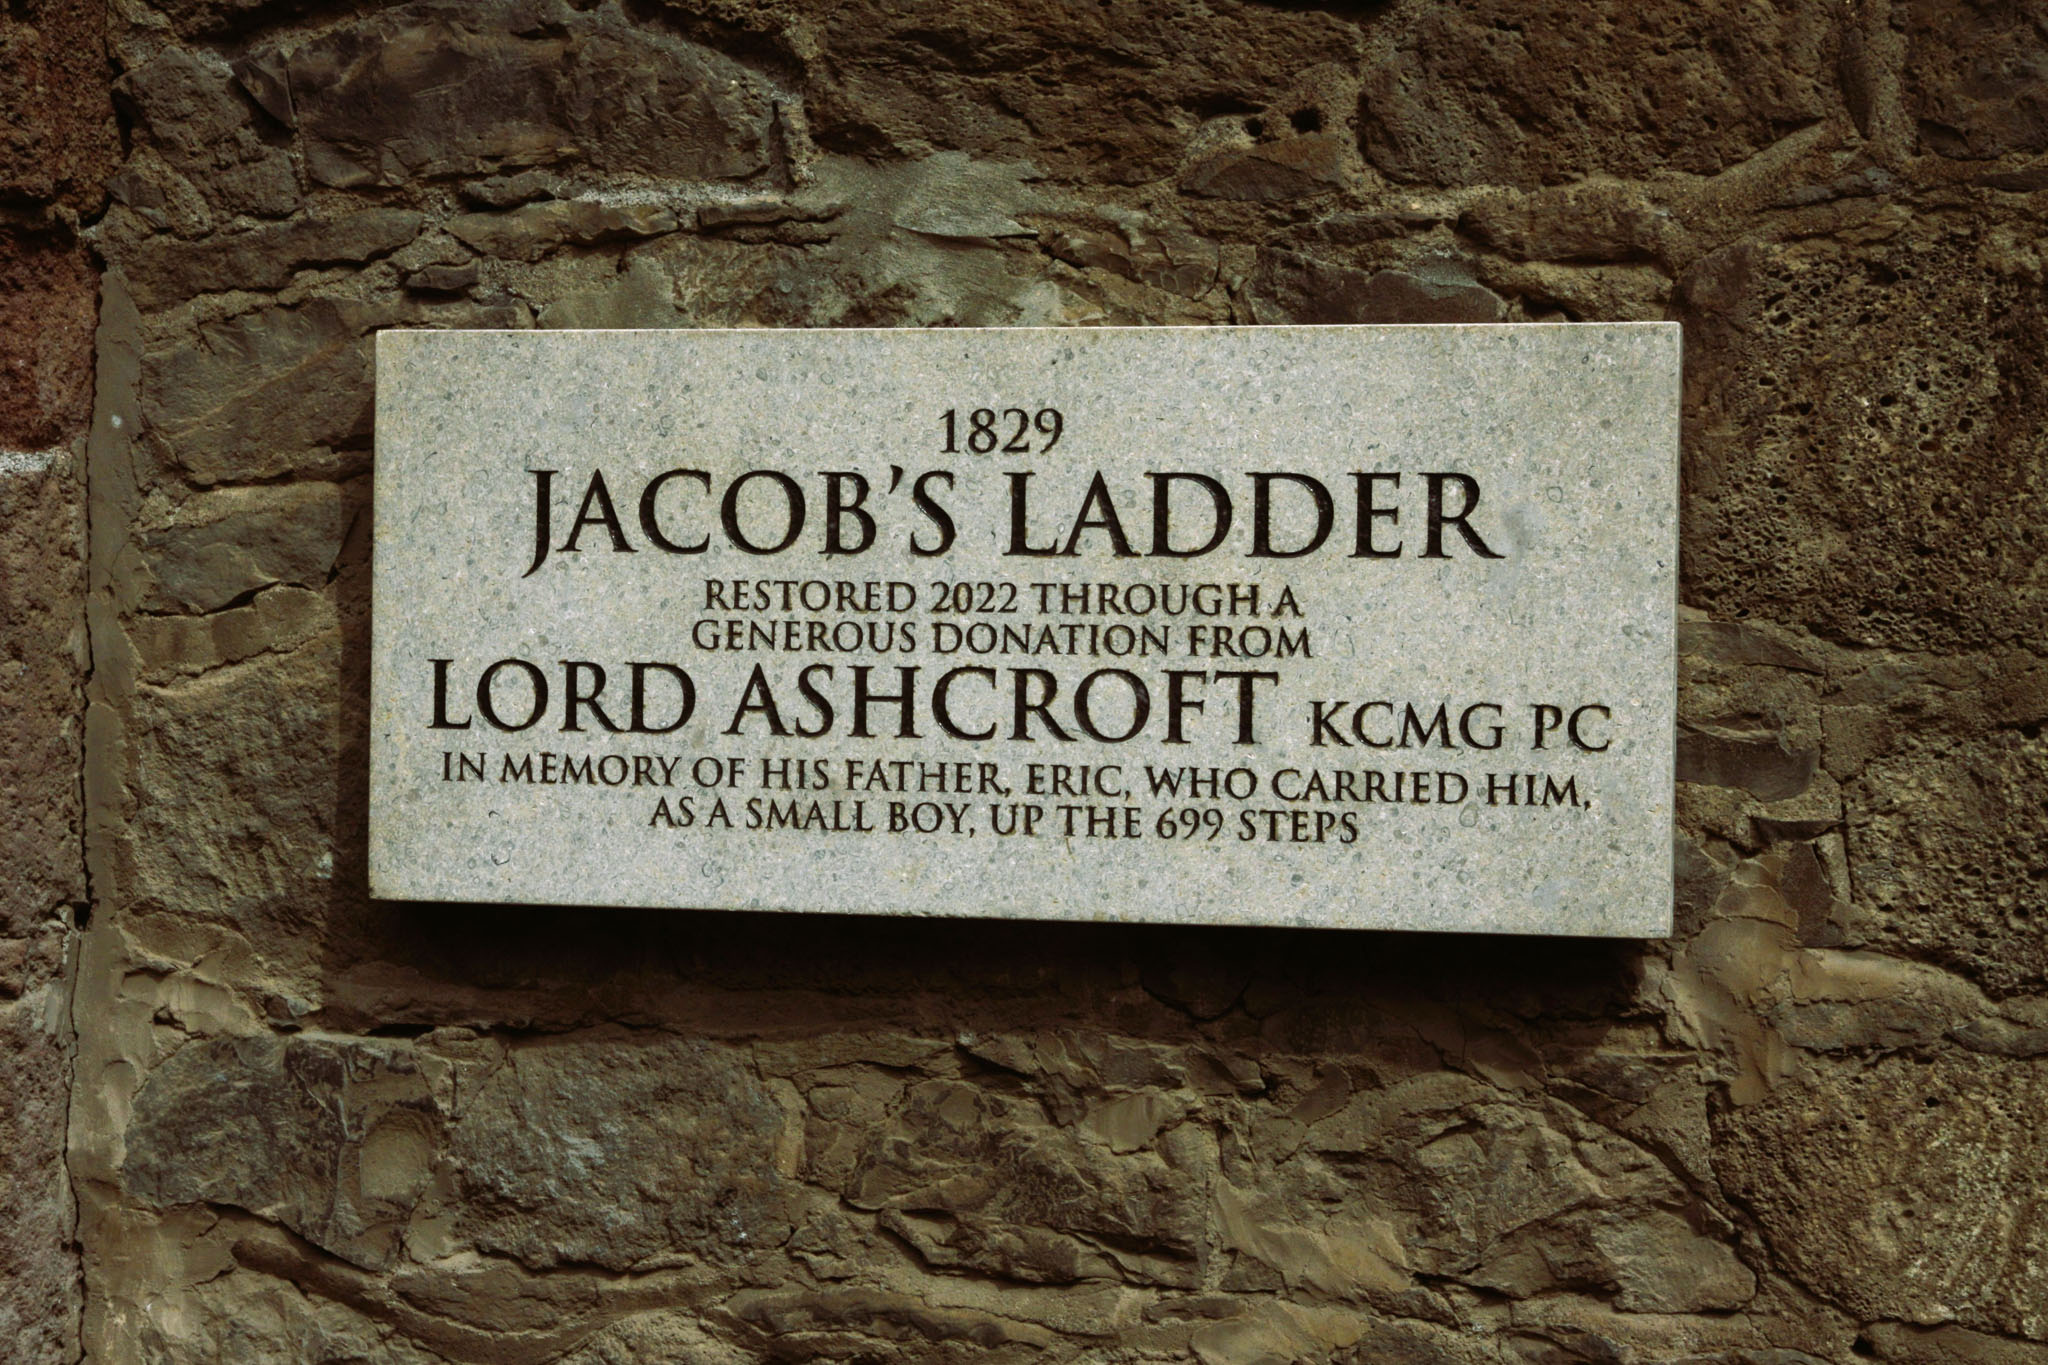 1829
JACOB'S LADDER
RESTORED 2022 THROUGH A
GENEROUS DONATION FROM
LORD ASHCROFT KCMG PC
IN MEMORY OF HIS FATHER, ERIC, WHO CARRIED HIM,
AS A SMALL BOY, UP THE 699 STEPS